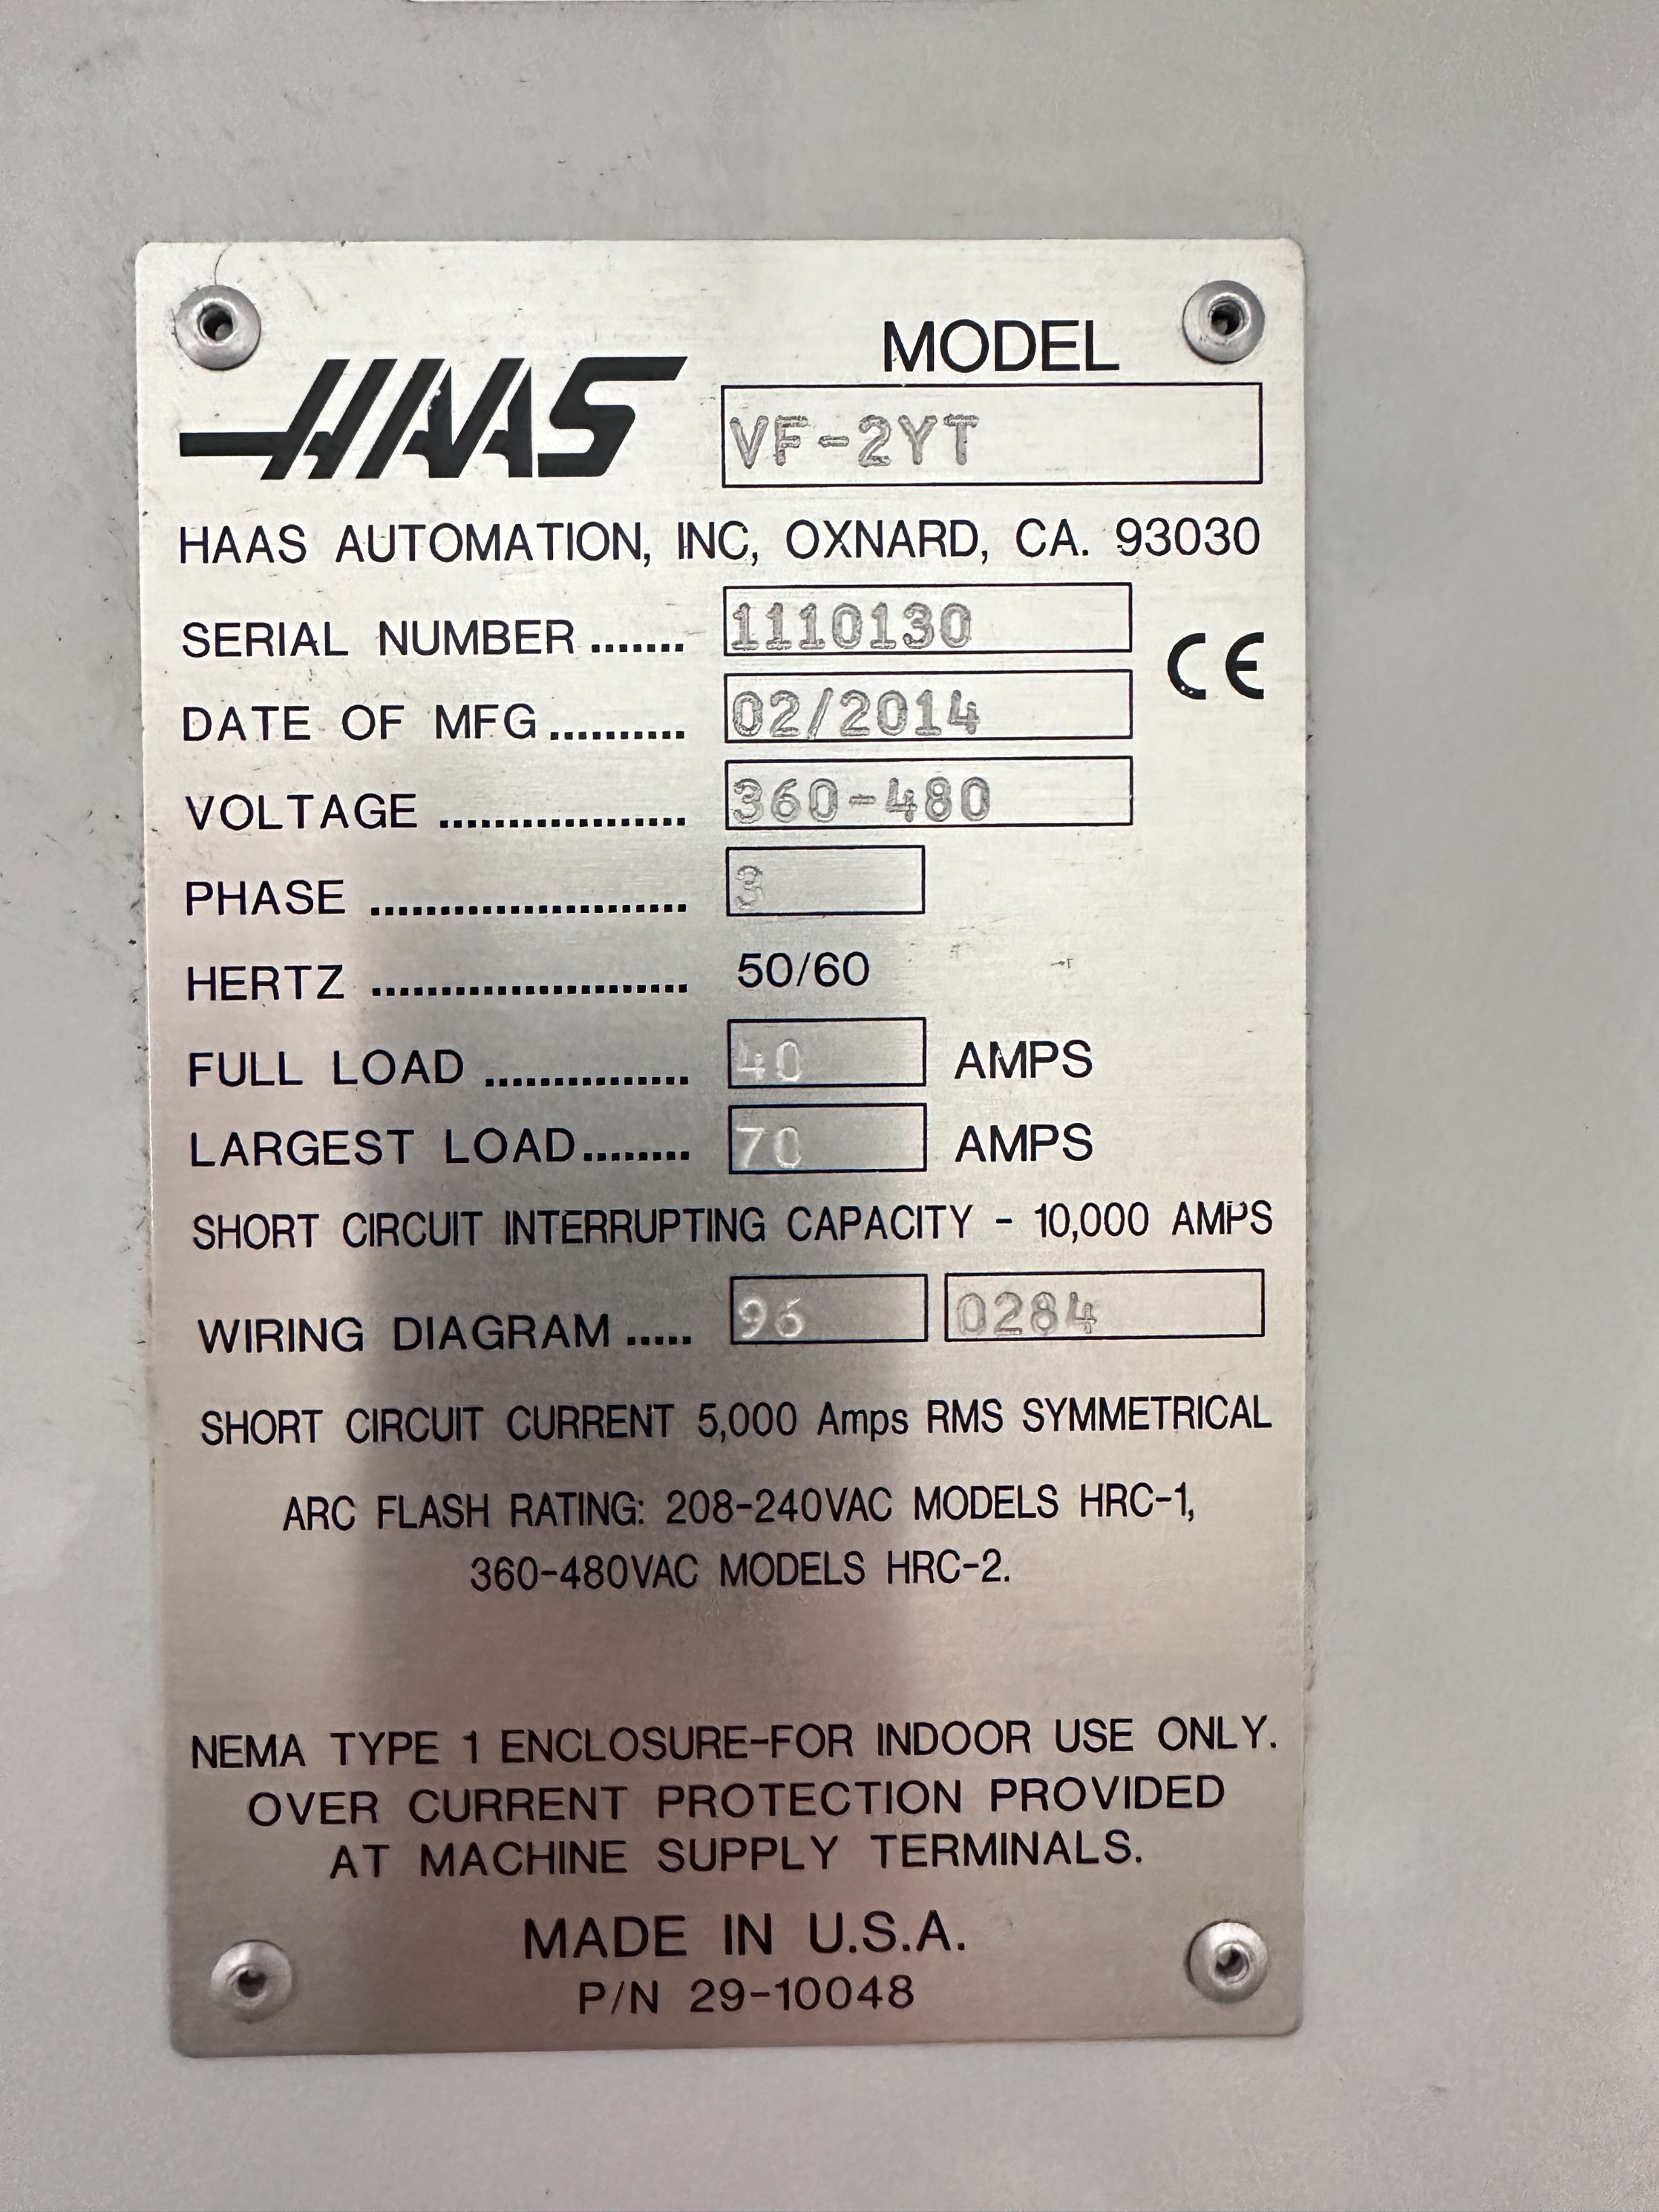 HAAS
MODEL
VF-2YT
HAAS AUTOMATION, INC, OXNARD, CA. 93030
SERIAL NUMBER ....... 1110130
CE
DATE OF MFG .......... 02/2014
VOLTAGE .................. 360-480
PHASE ....................... 3
HERTZ ....................... 50/60
FULL LOAD ............... 40 AMPS
LARGEST LOAD........ 70 AMPS
SHORT CIRCUIT INTERRUPTING CAPACITY - 10,000 AMPS
WIRING DIAGRAM ..... 96 0284
SHORT CIRCUIT CURRENT 5,000 Amps RMS SYMMETRICAL
ARC FLASH RATING: 208-240VAC MODELS HRC-1,
360-480VAC MODELS HRC-2.
NEMA TYPE 1 ENCLOSURE-FOR INDOOR USE ONLY.
OVER CURRENT PROTECTION PROVIDED
AT MACHINE SUPPLY TERMINALS.
MADE IN U.S.A.
P/N 29-10048